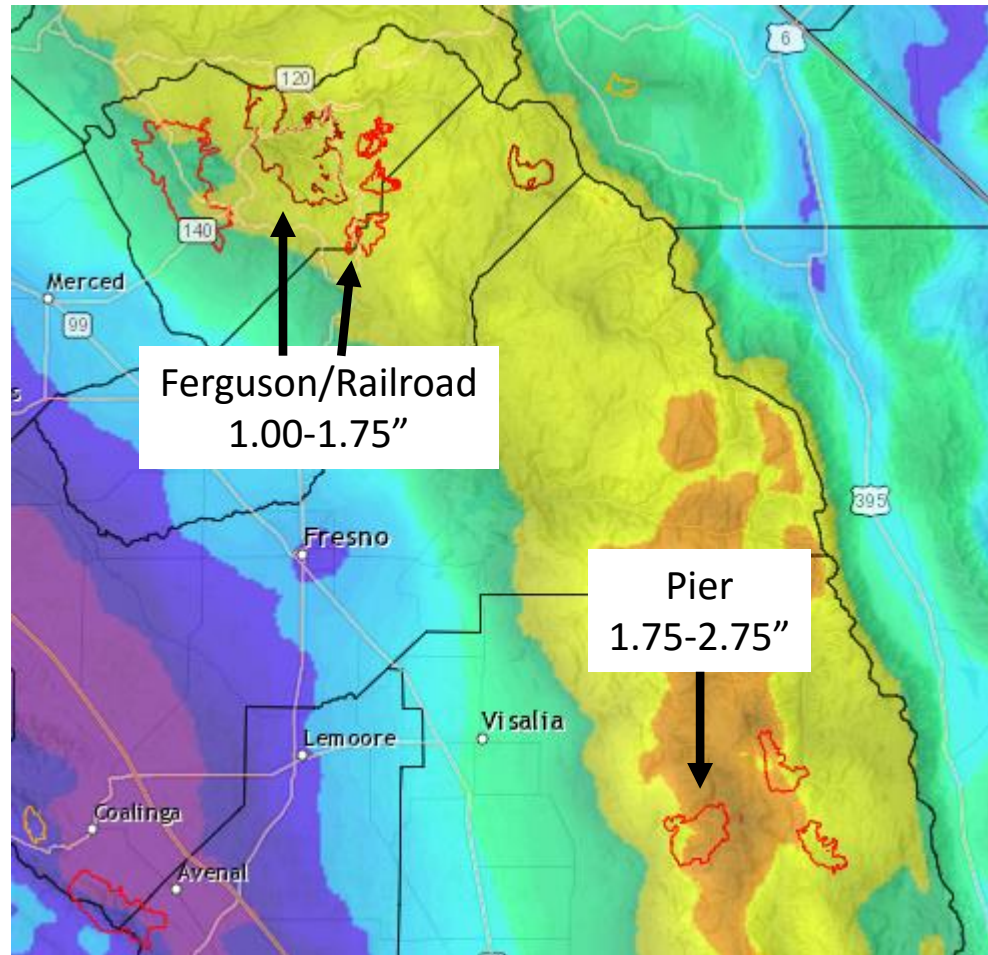 6
120
140
Merced
99
Ferguson/Railroad
1.00-1.75”
395
Fresno
Pier
1.75-2.75”
Visalia
Lemoore
Coalinga
Avenal